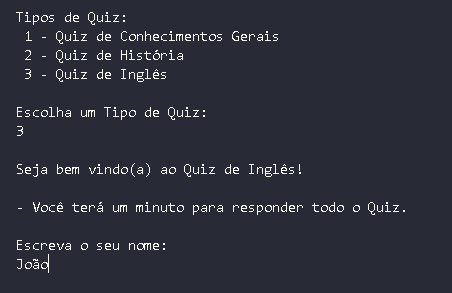 Tipos de Quiz:
1 - Quiz de Conhecimentos Gerais
2 - Quiz de História
3 - Quiz de Inglês
Escolha um Tipo de Quiz:
3
Seja bem vindo(a) ao Quiz de Inglês!
- Você terá um minuto para responder todo o Quiz.
Escreva o seu nome:
João